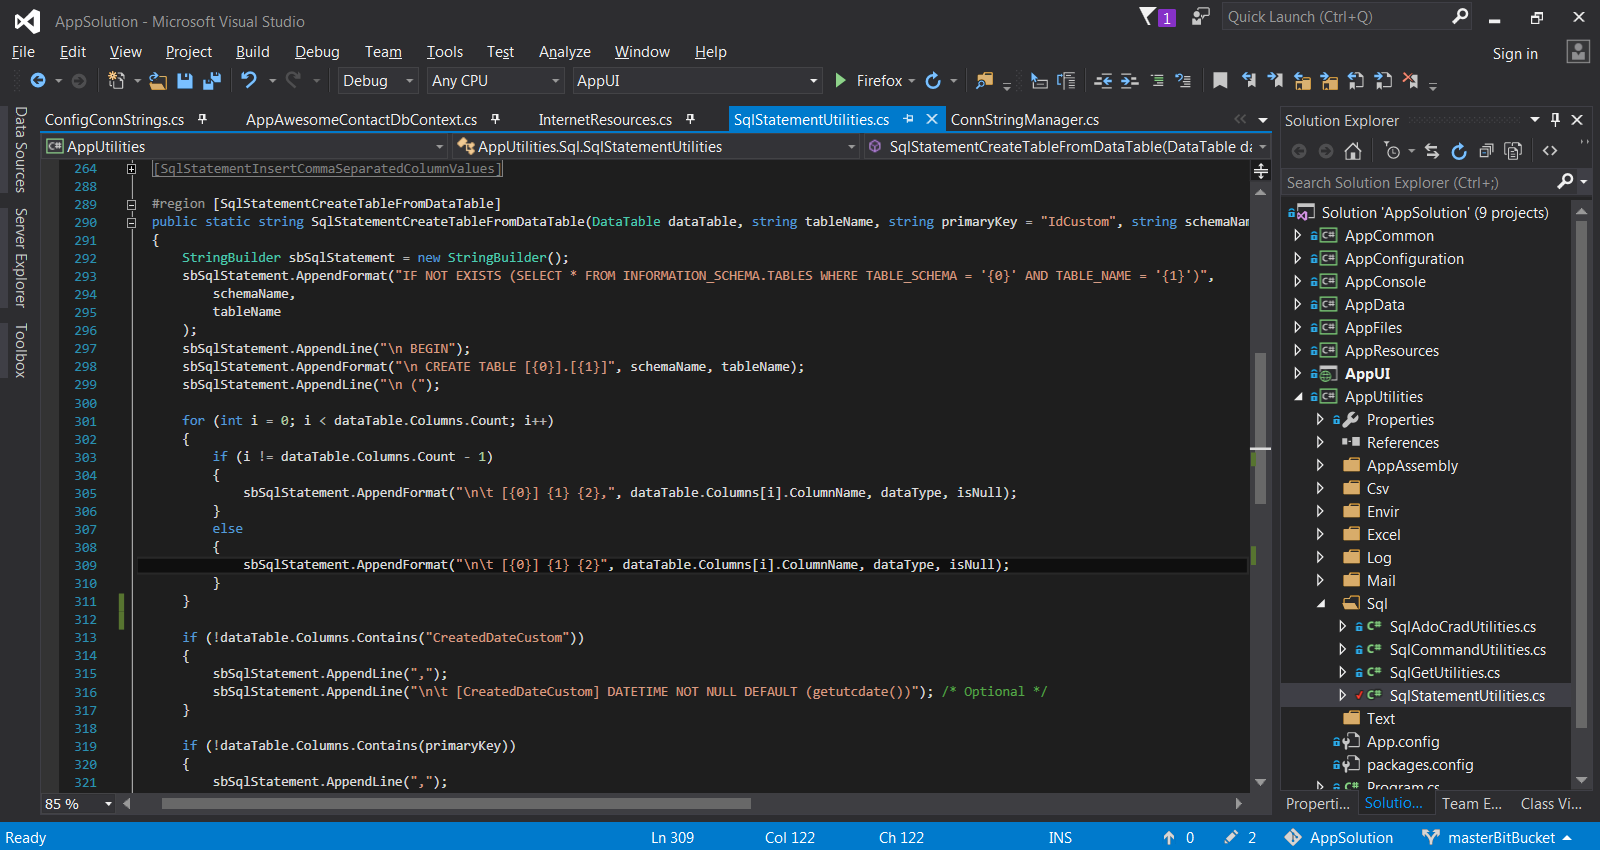 AppSolution - Microsoft Visual Studio
1
Quick Launch (Ctrl+Q)
File Edit View Project Build Debug Team Tools Test Analyze Window Help
Sign in
Debug Any CPU AppUI Firefox
Data Sources
Server Explorer
Toolbox
ConfigConnStrings.cs AppAwesomeContactDbContext.cs InternetResources.cs SqlStatementUtilities.cs ConnStringManager.cs
AppUtilities AppUtilities.Sql.SqlStatementUtilities SqlStatementCreateTableFromDataTable(DataTable da
264 [SqlStatementInsertCommaSeparatedColumnValues]
288
289 #region [SqlStatementCreateTableFromDataTable]
290 public static string SqlStatementCreateTableFromDataTable(DataTable dataTable, string tableName, string primaryKey = "IdCustom", string schemaNam
291 {
292 StringBuilder sbSqlStatement = new StringBuilder();
293 sbSqlStatement.AppendFormat("IF NOT EXISTS (SELECT * FROM INFORMATION_SCHEMA.TABLES WHERE TABLE_SCHEMA = '{0}' AND TABLE_NAME = '{1}')",
294 schemaName,
295 tableName
296 );
297 sbSqlStatement.AppendLine("\n BEGIN");
298 sbSqlStatement.AppendFormat("\n CREATE TABLE [{0}].[{1}]", schemaName, tableName);
299 sbSqlStatement.AppendLine("\n (");
300
301 for (int i = 0; i < dataTable.Columns.Count; i++)
302 {
303 if (i != dataTable.Columns.Count - 1)
304 {
305 sbSqlStatement.AppendFormat("\n\t [{0}] {1} {2},", dataTable.Columns[i].ColumnName, dataType, isNull);
306 }
307 else
308 {
309 sbSqlStatement.AppendFormat("\n\t [{0}] {1} {2}", dataTable.Columns[i].ColumnName, dataType, isNull);
310 }
311 }
312
313 if (!dataTable.Columns.Contains("CreatedDateCustom"))
314 {
315 sbSqlStatement.AppendLine(",");
316 sbSqlStatement.AppendLine("\n\t [CreatedDateCustom] DATETIME NOT NULL DEFAULT (getutcdate())"); /* Optional */
317 }
318
319 if (!dataTable.Columns.Contains(primaryKey))
320 {
321 sbSqlStatement.AppendLine(",");
85 %
Solution Explorer
Search Solution Explorer (Ctrl+;)
Solution 'AppSolution' (9 projects)
AppCommon
AppConfiguration
AppConsole
AppData
AppFiles
AppResources
AppUI
AppUtilities
Properties
References
AppAssembly
Csv
Envir
Excel
Log
Mail
Sql
SqlAdoCradUtilities.cs
SqlCommandUtilities.cs
SqlGetUtilities.cs
SqlStatementUtilities.cs
Text
App.config
packages.config
Program.cs
Properti... Solutio... Team E... Class Vi...
Ready Ln 309 Col 122 Ch 122 INS 0 2 AppSolution masterBitBucket